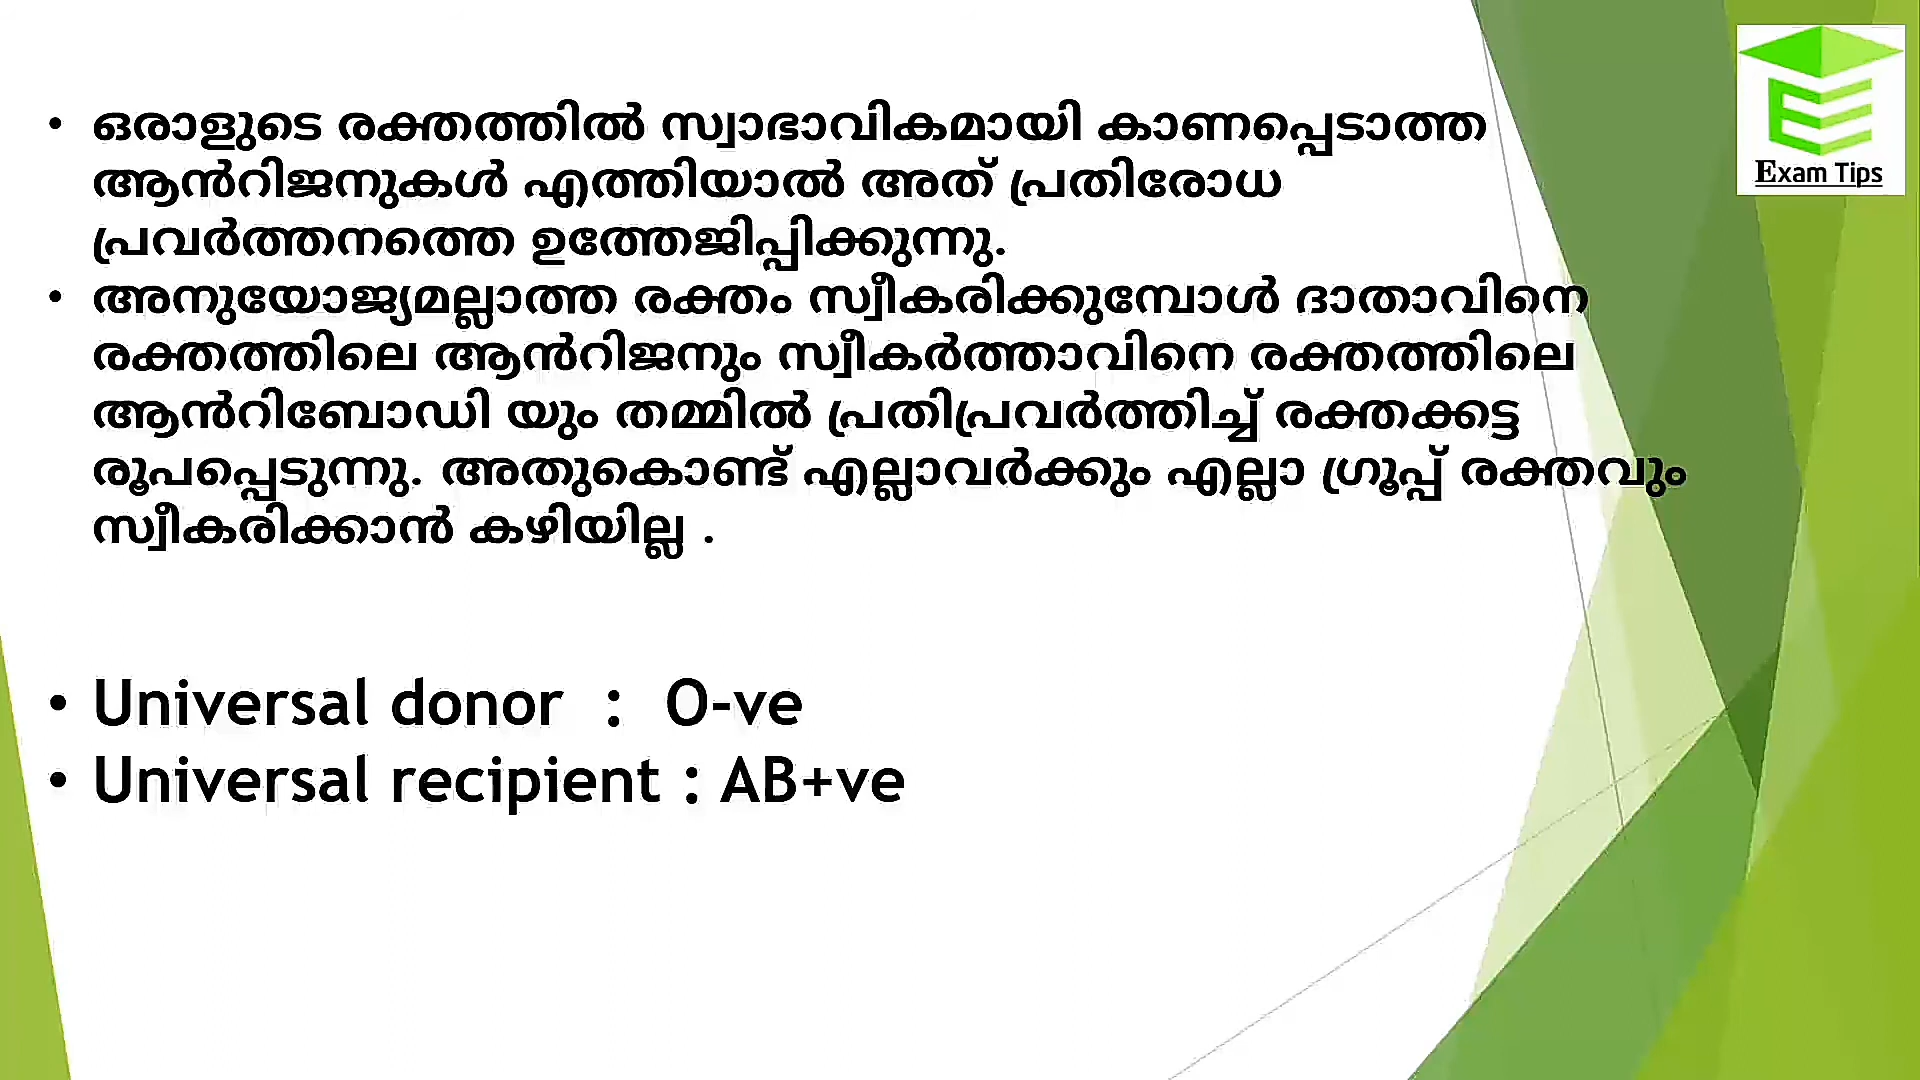 • ഒരാളുടെ രക്തത്തിൽ സ്വാഭാവികമായി കാണപ്പെടാത്ത
ആൻറിജനുകൾ എത്തിയാൽ അത് പ്രതിരോധ
പ്രവർത്തനത്തെ ഉത്തേജിപ്പിക്കുന്നു.
• അനുയോജ്യമല്ലാത്ത രക്തം സ്വീകരിക്കുമ്പോൾ ദാതാവിനെ
രക്തത്തിലെ ആൻറിജനും സ്വീകർത്താവിനെ രക്തത്തിലെ
ആൻറിബോഡി യും തമ്മിൽ പ്രതിപ്രവർത്തിച്ച് രക്തക്കട്ട
രൂപപ്പെടുന്നു. അതുകൊണ്ട് എല്ലാവർക്കും എല്ലാ ഗ്രൂപ്പ് രക്തവും
സ്വീകരിക്കാൻ കഴിയില്ല .
• Universal donor : O-ve
• Universal recipient : AB+ve
Exam Tips